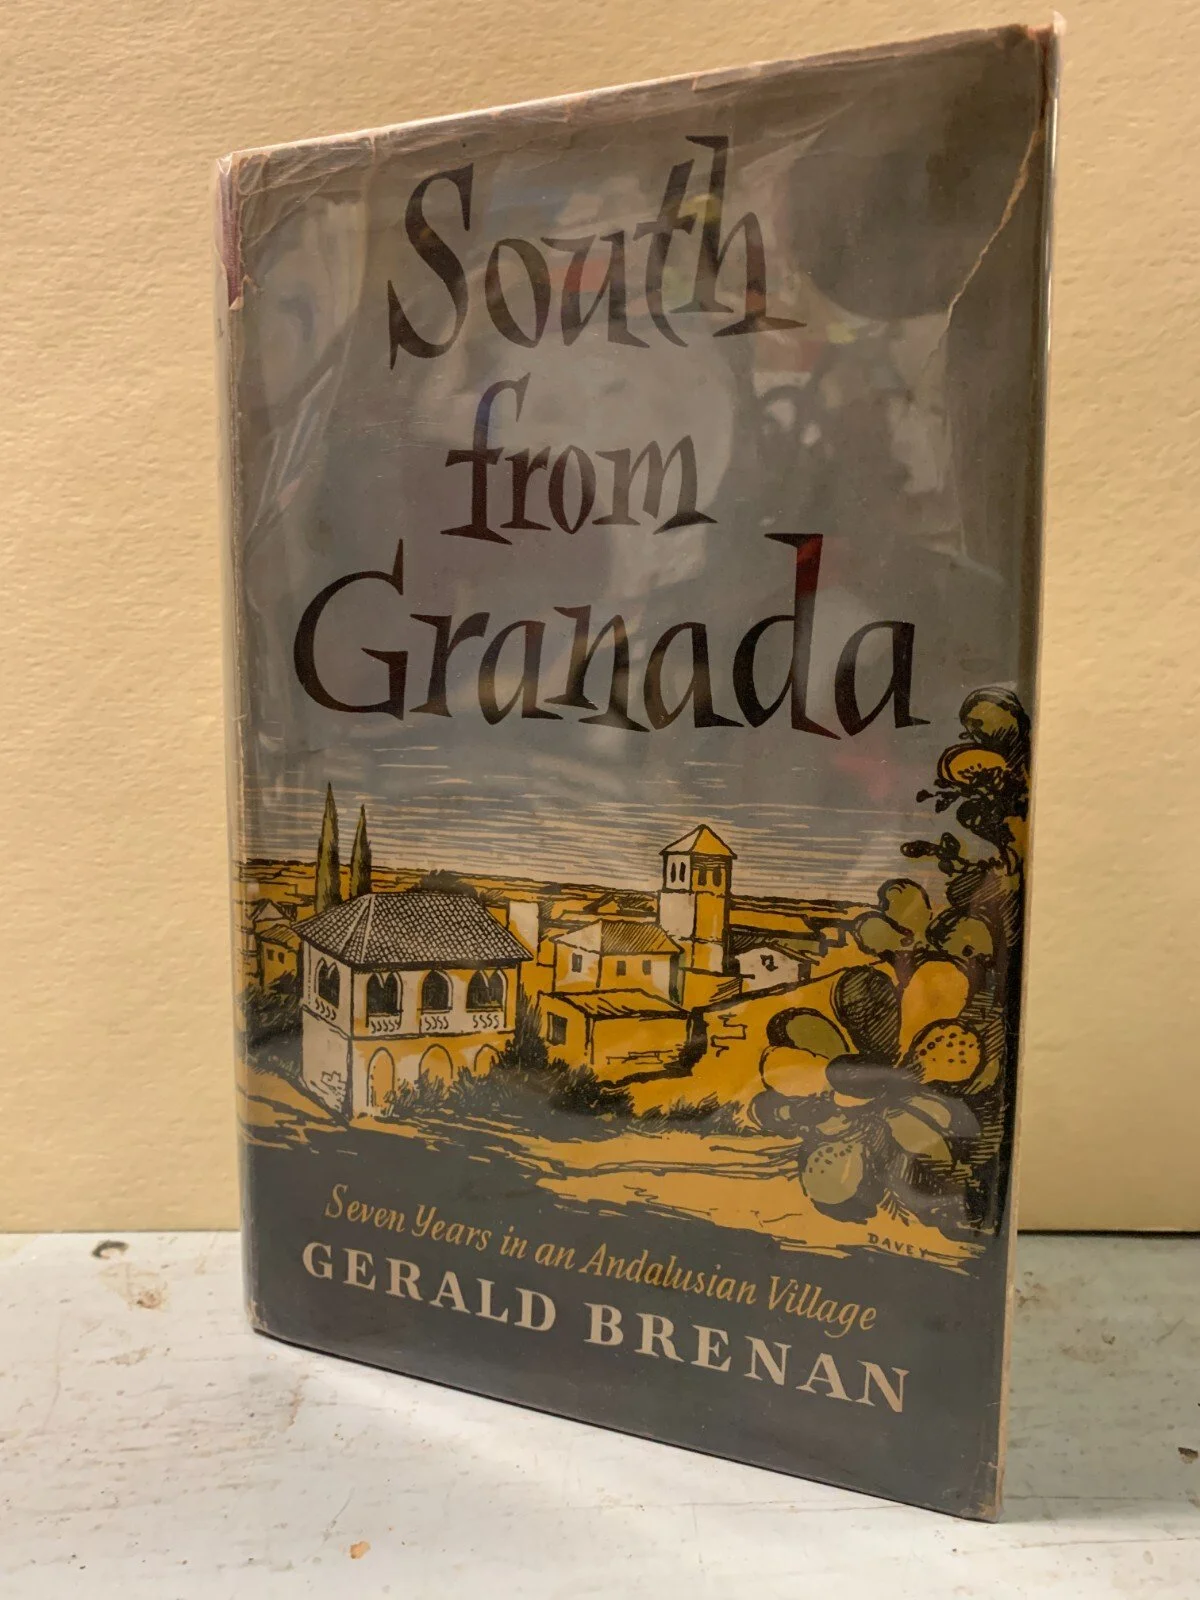 South
from
Granada
DAVEY
Seven Years in an Andalusian Village
GERALD BRENAN